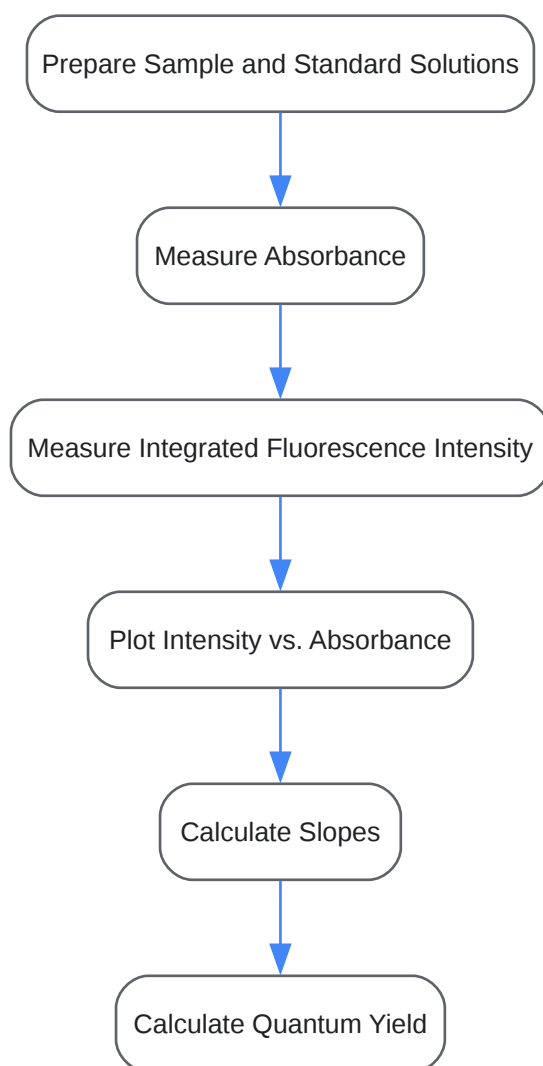 Prepare Sample and Standard Solutions
Measure Absorbance
Measure Integrated Fluorescence Intensity
Plot Intensity vs. Absorbance
Calculate Slopes
Calculate Quantum Yield